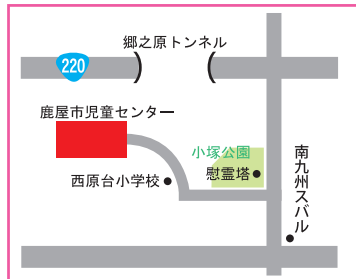 郷之原トンネル
220
鹿屋市児童センター
小塚公園
慰霊塔
西原台小学校
南九州スバル